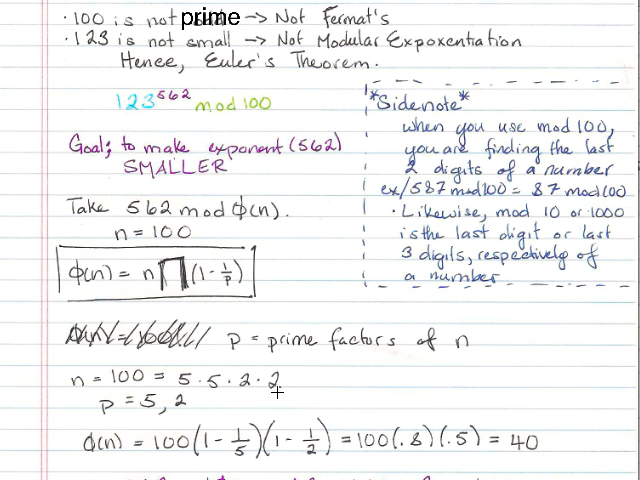 · 100 is not prime -> Not Fermat's
· 123 is not small -> Not Modular Expoxentiation
Hence, Euler's Theorem.
123^562 mod 100
Goal; to make exponent (562)
SMALLER
Take 562 mod Φ(n).
n = 100
Φ(n) = n∏(1 - 1/p)
*Sidenote*
when you use mod 100,
you are finding the last
2 digits of a number
ex/ 587 mod 100 = 87 mod 100
· Likewise, mod 10 or 1000
is the last digit or last
3 digits, respectively of
a number
p = prime factors of n
n = 100 = 5 · 5 · 2 · 2
p = 5, 2
Φ(n) = 100(1 - 1/5)(1 - 1/2) = 100(.8)(.5) = 40